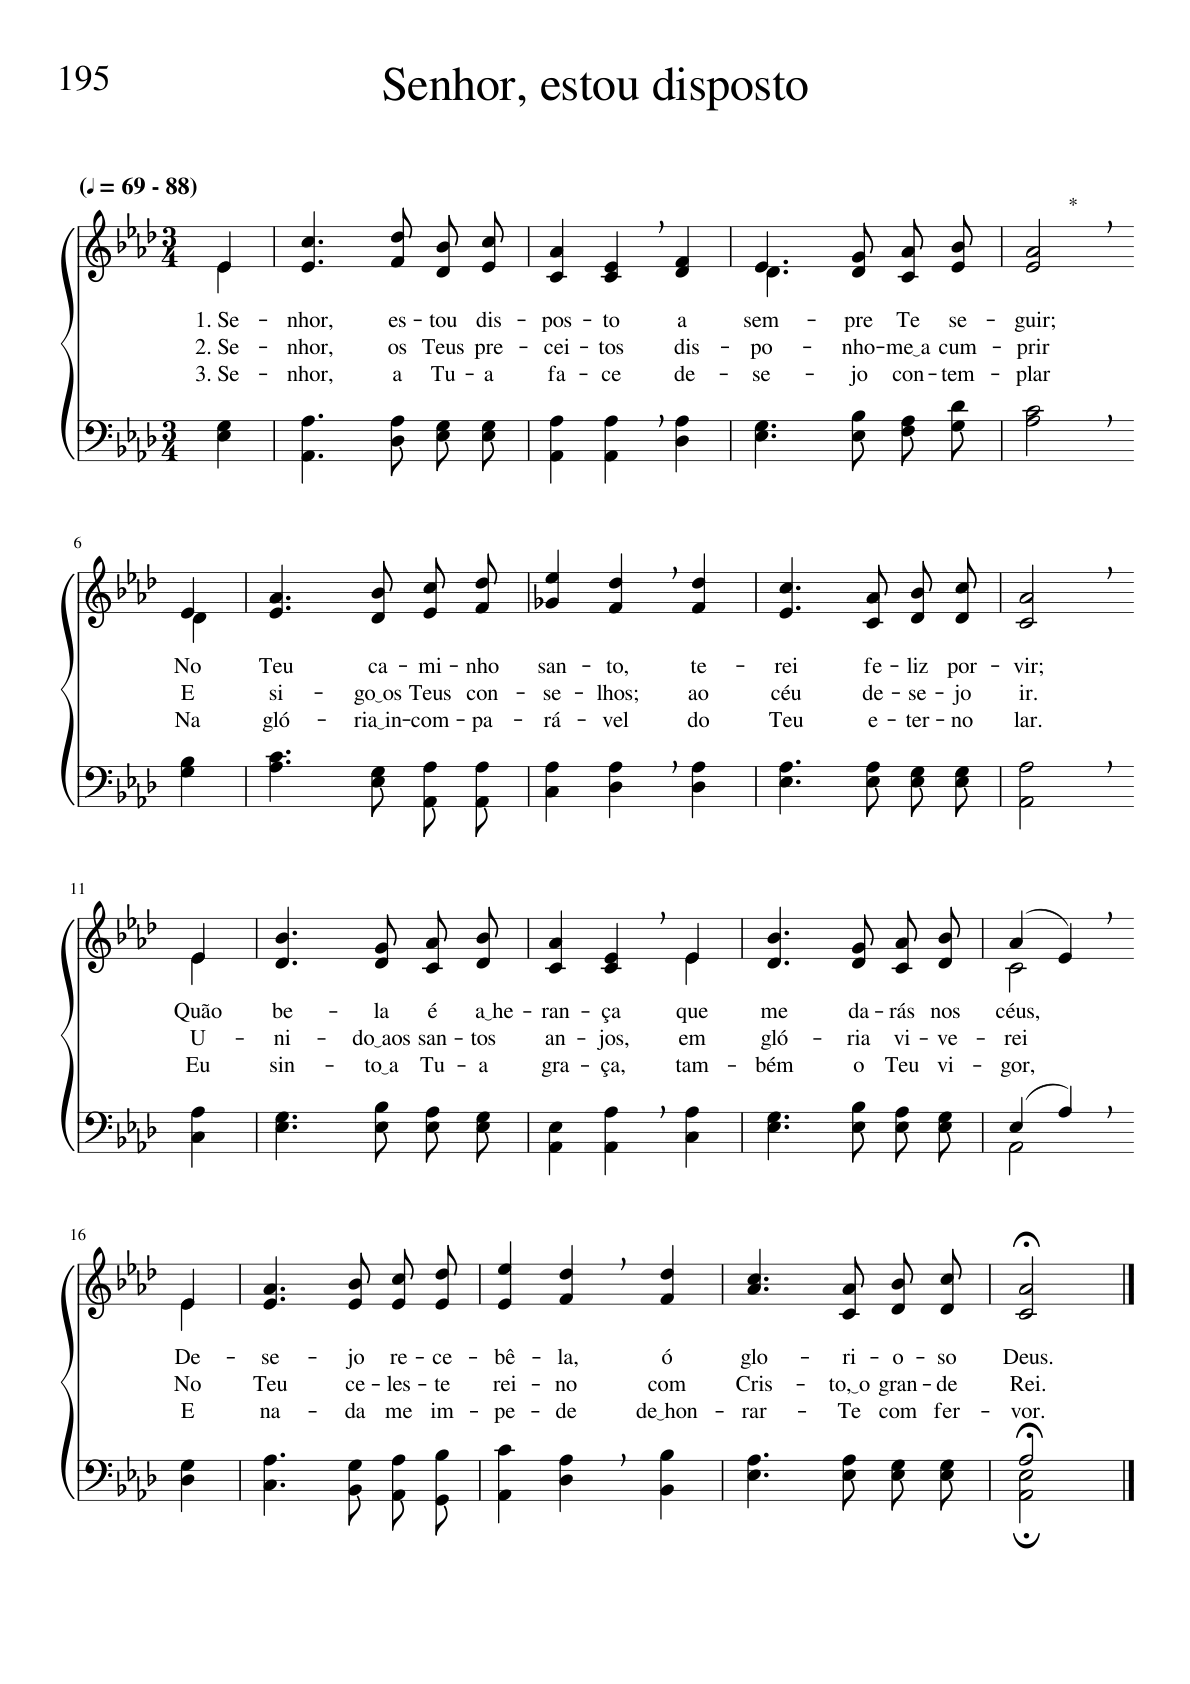 195
Senhor, estou disposto
(♩ = 69 - 88)
*
1. Se - nhor, es - tou dis - pos - to a sem - pre Te se - guir;
2. Se - nhor, os Teus pre - cei - tos dis - po - nho - me‿a cum - prir
3. Se - nhor, a Tu - a fa - ce de - se - jo con - tem - plar
6
No Teu ca - mi - nho san - to, te - rei fe - liz por - vir;
E si - go‿os Teus con - se - lhos; ao céu de - se - jo ir.
Na gló - ria‿in - com - pa - rá - vel do Teu e - ter - no lar.
11
Quão be - la é a‿he - ran - ça que me da - rás nos céus,
U - ni - do‿aos san - tos an - jos, em gló - ria vi - ve - rei
Eu sin - to‿a Tu - a gra - ça, tam - bém o Teu vi - gor,
16
De - se - jo re - ce - bê - la, ó glo - ri - o - so Deus.
No Teu ce - les - te rei - no com Cris - to,‿o gran - de Rei.
E na - da me im - pe - de de‿hon - rar - Te com fer - vor.